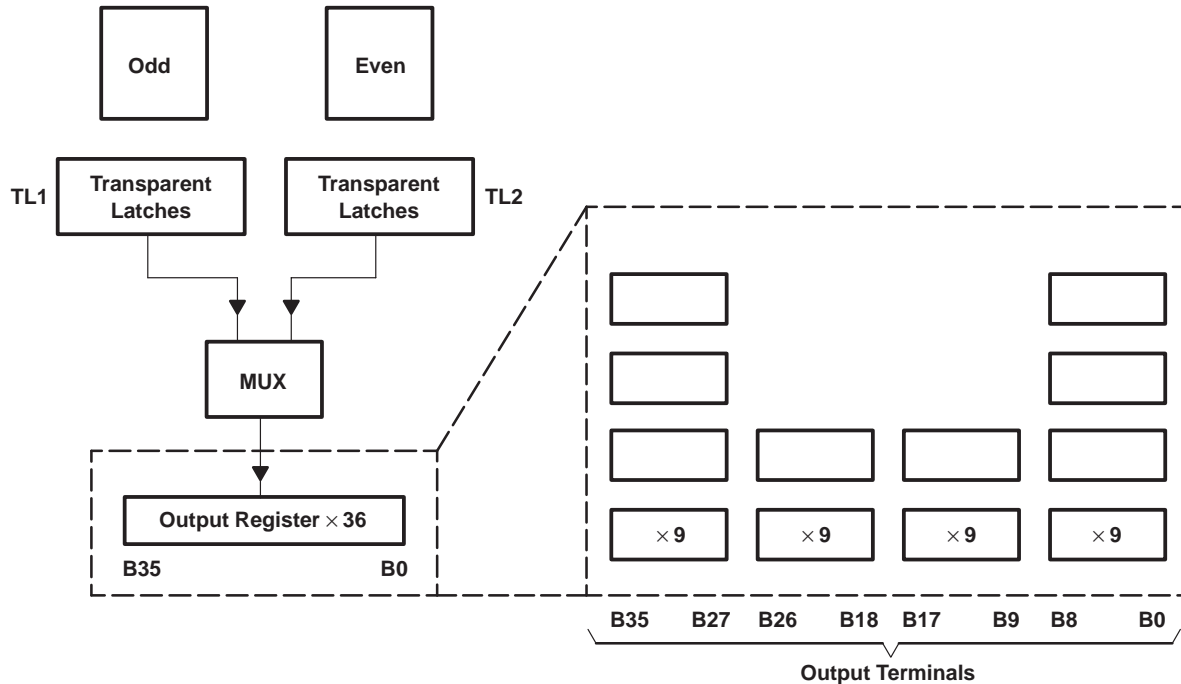 Odd
Even
TL1
Transparent
Latches
Transparent
Latches
TL2
MUX
Output Register × 36
B35
B0
× 9
× 9
× 9
× 9
B35 B27 B26 B18 B17 B9 B8 B0
Output Terminals